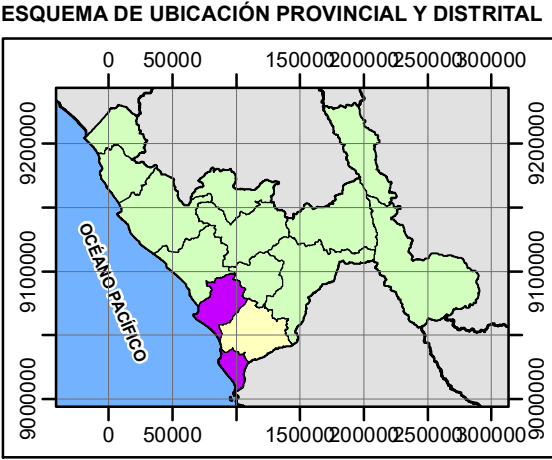 ESQUEMA DE UBICACIÓN PROVINCIAL Y DISTRITAL
0 50000 150000 200000 250000 300000
9200000 9200000
OCÉANO PACÍFICO
9100000 9100000
9000000 9000000
0 50000 150000 200000 250000 300000